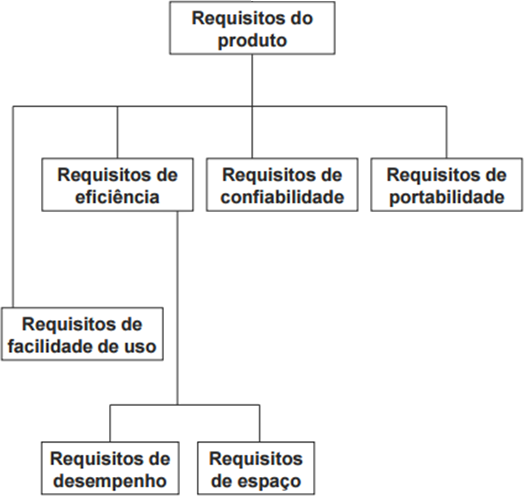 Requisitos do
produto
Requisitos de
eficiência
Requisitos de
confiabilidade
Requisitos de
portabilidade
Requisitos de
facilidade de uso
Requisitos de
desempenho
Requisitos
de espaço